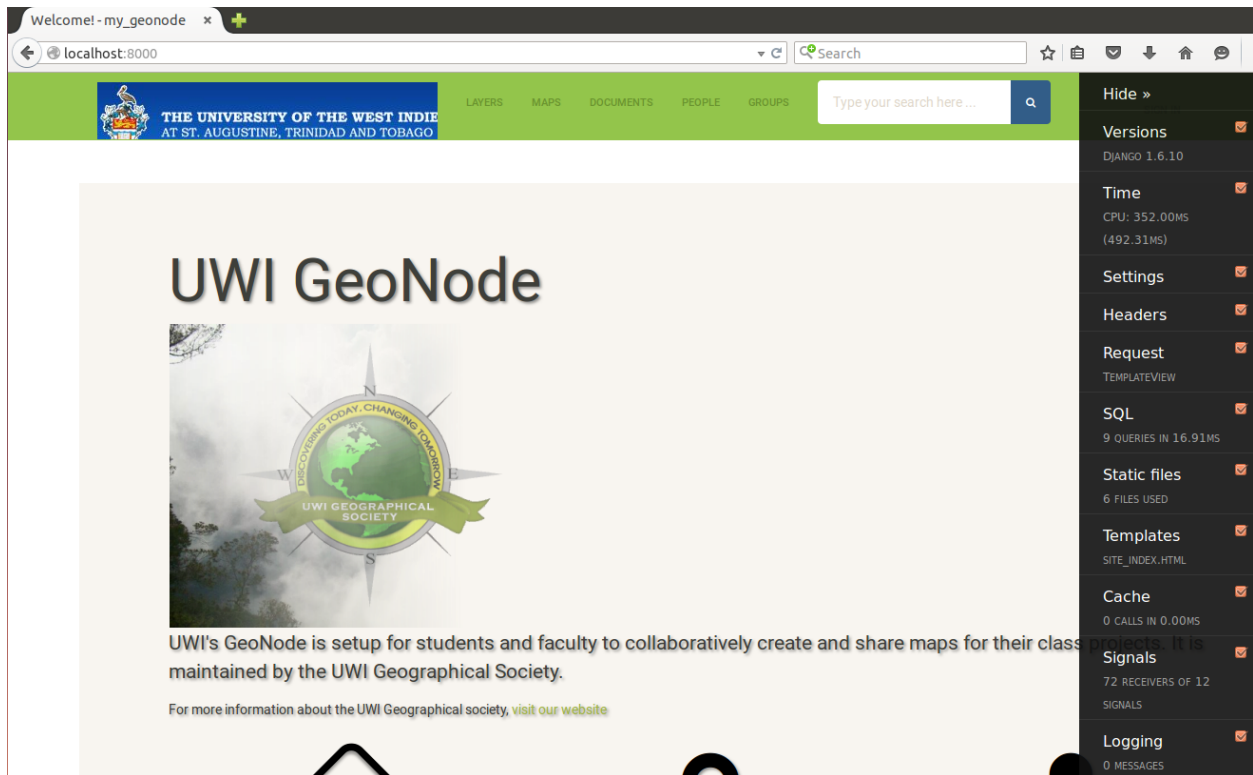 Welcome! - my_geonode
localhost:8000
Search
THE UNIVERSITY OF THE WEST INDIE
AT ST. AUGUSTINE, TRINIDAD AND TOBAGO
LAYERS MAPS DOCUMENTS PEOPLE GROUPS
Type your search here ...
UWI GeoNode
N
DISCOVERING TODAY, CHANGING TOMORROW
W E
UWI GEOGRAPHICAL
SOCIETY
S
UWI's GeoNode is setup for students and faculty to collaboratively create and share maps for their class projects. It is
maintained by the UWI Geographical Society.
For more information about the UWI Geographical society, visit our website
Hide »
Versions
DJANGO 1.6.10
Time
CPU: 352.00MS
(492.31MS)
Settings
Headers
Request
TEMPLATEVIEW
SQL
9 QUERIES IN 16.91MS
Static files
6 FILES USED
Templates
SITE_INDEX.HTML
Cache
0 CALLS IN 0.00MS
Signals
72 RECEIVERS OF 12
SIGNALS
Logging
0 MESSAGES